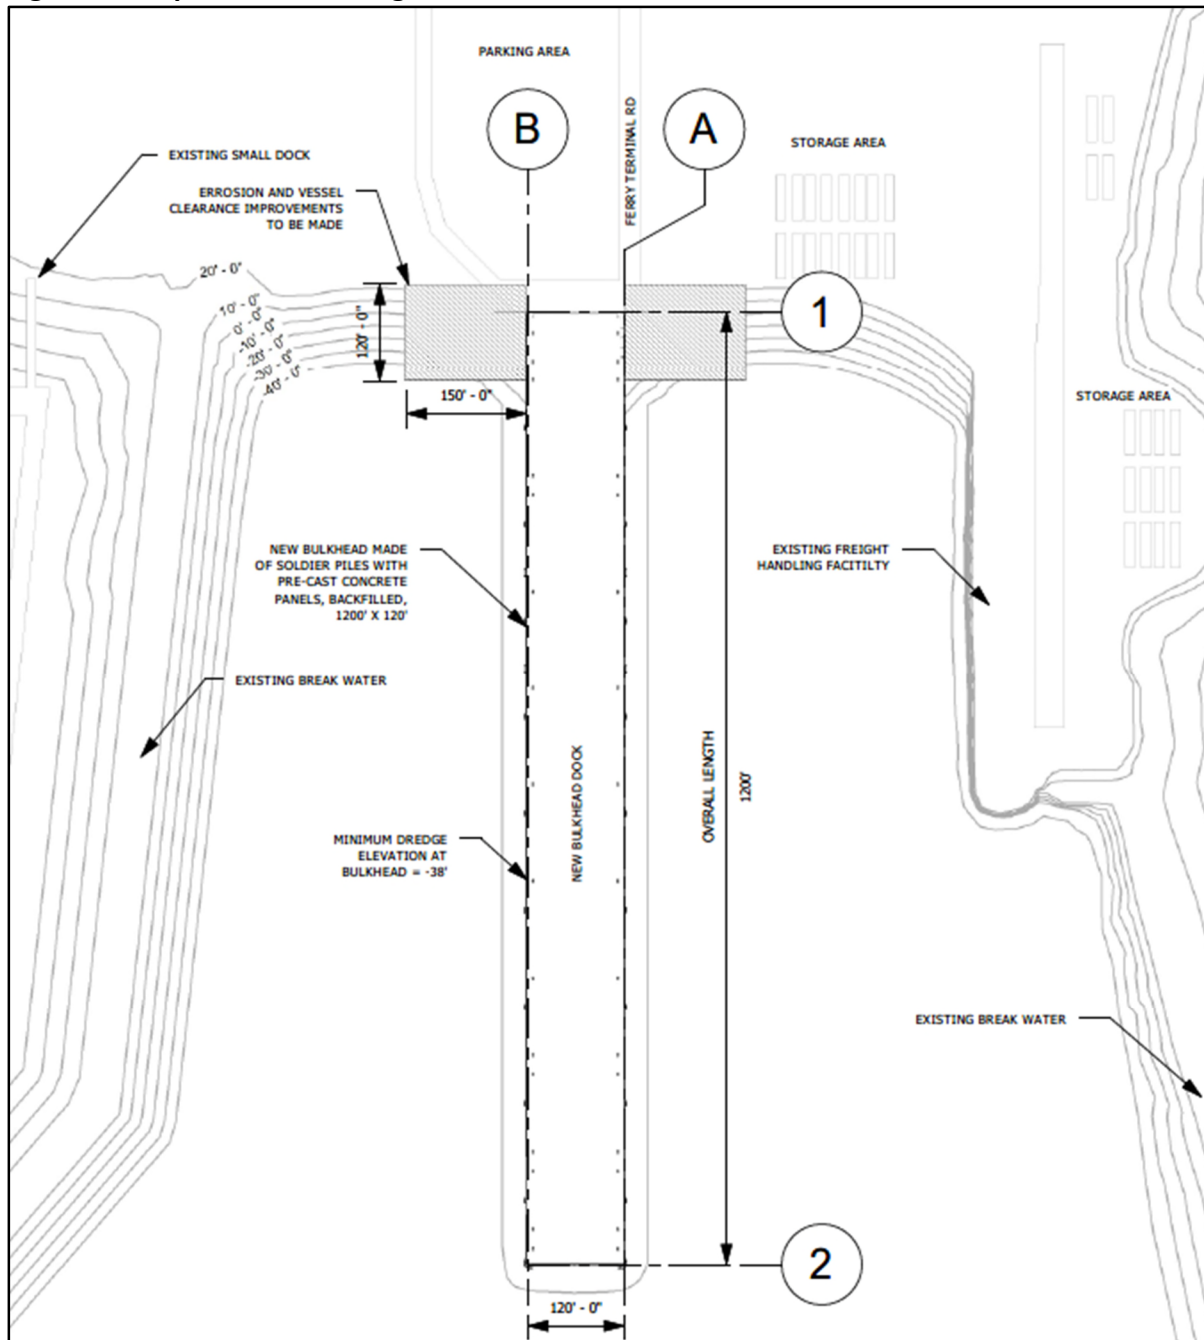 PARKING AREA
B
A
FERRY TERMINAL RD
STORAGE AREA
EXISTING SMALL DOCK
ERROSION AND VESSEL
CLEARANCE IMPROVEMENTS
TO BE MADE
20' - 0"
10' - 0"
0' - 0"
-10' - 0"
-20' - 0"
-30' - 0"
-40' - 0"
120' - 0"
150' - 0"
1
STORAGE AREA
NEW BULKHEAD MADE
OF SOLDIER PILES WITH
PRE-CAST CONCRETE
PANELS, BACKFILLED,
1200' X 120'
EXISTING FREIGHT
HANDLING FACITILTY
EXISTING BREAK WATER
NEW BULKHEAD DOCK
OVERALL LENGTH
1200'
MINIMUM DREDGE
ELEVATION AT
BULKHEAD = -38'
EXISTING BREAK WATER
2
120' - 0"